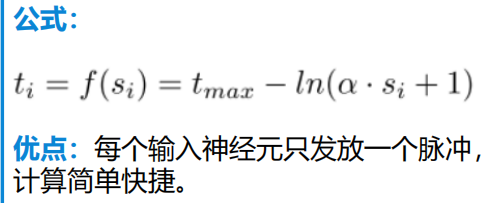 公式：
t_i = f(s_i) = t_{max} − ln(α · s_i + 1)
优点：每个输入神经元只发放一个脉冲，
计算简单快捷。